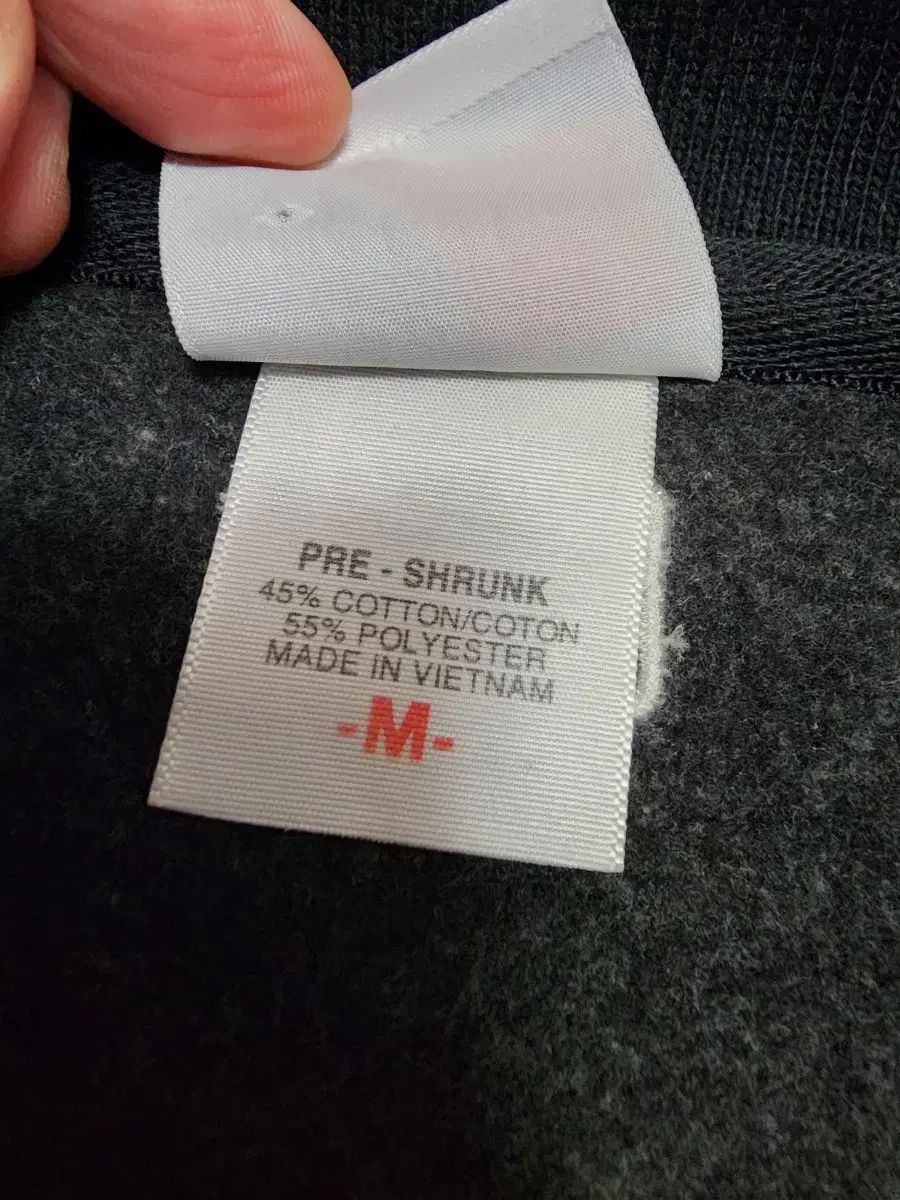 PRE - SHRUNK
45% COTTON/COTON
55% POLYESTER
MADE IN VIETNAM
-M-